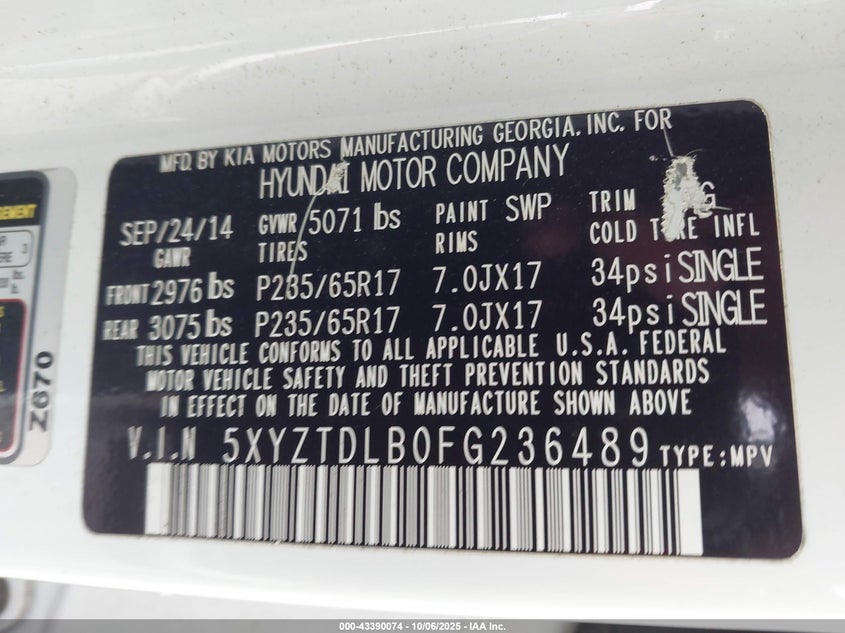 MFD. BY KIA MOTORS MANUFACTURING GEORGIA, INC. FOR
HYUNDAI MOTOR COMPANY
SEP/24/14 GVWR 5071 lbs PAINT SWP TRIM
GAWR TIRES RIMS COLD TIRE INFL
FRONT 2976 lbs P235/65R17 7.0JX17 34psi SINGLE
REAR 3075 lbs P235/65R17 7.0JX17 34psi SINGLE
THIS VEHICLE CONFORMS TO ALL APPLICABLE U.S.A. FEDERAL
MOTOR VEHICLE SAFETY AND THEFT PREVENTION STANDARDS
IN EFFECT ON THE DATE OF MANUFACTURE SHOWN ABOVE
V.I.N 5XYZTDLB0FG236489 TYPE:MPV
Z670
000-43390074 - 10/06/2025 - IAA Inc.